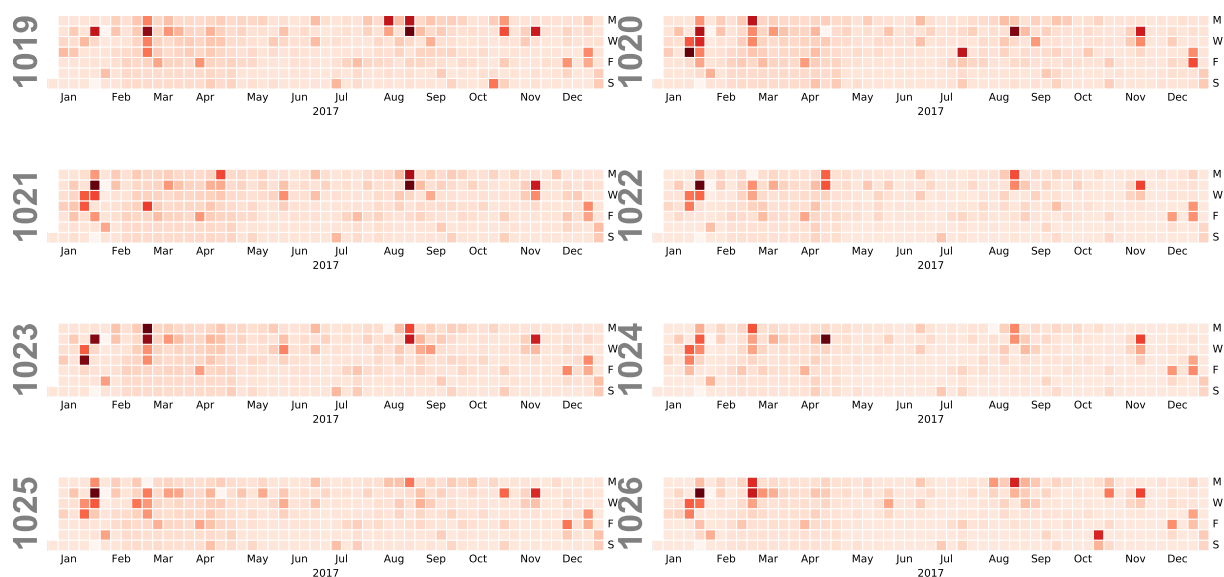 1019
M
W
F
S
Jan Feb Mar Apr May Jun Jul Aug Sep Oct Nov Dec
2017
1020
M
W
F
S
Jan Feb Mar Apr May Jun Jul Aug Sep Oct Nov Dec
2017
1021
M
W
F
S
Jan Feb Mar Apr May Jun Jul Aug Sep Oct Nov Dec
2017
1022
M
W
F
S
Jan Feb Mar Apr May Jun Jul Aug Sep Oct Nov Dec
2017
1023
M
W
F
S
Jan Feb Mar Apr May Jun Jul Aug Sep Oct Nov Dec
2017
1024
M
W
F
S
Jan Feb Mar Apr May Jun Jul Aug Sep Oct Nov Dec
2017
1025
M
W
F
S
Jan Feb Mar Apr May Jun Jul Aug Sep Oct Nov Dec
2017
1026
M
W
F
S
Jan Feb Mar Apr May Jun Jul Aug Sep Oct Nov Dec
2017